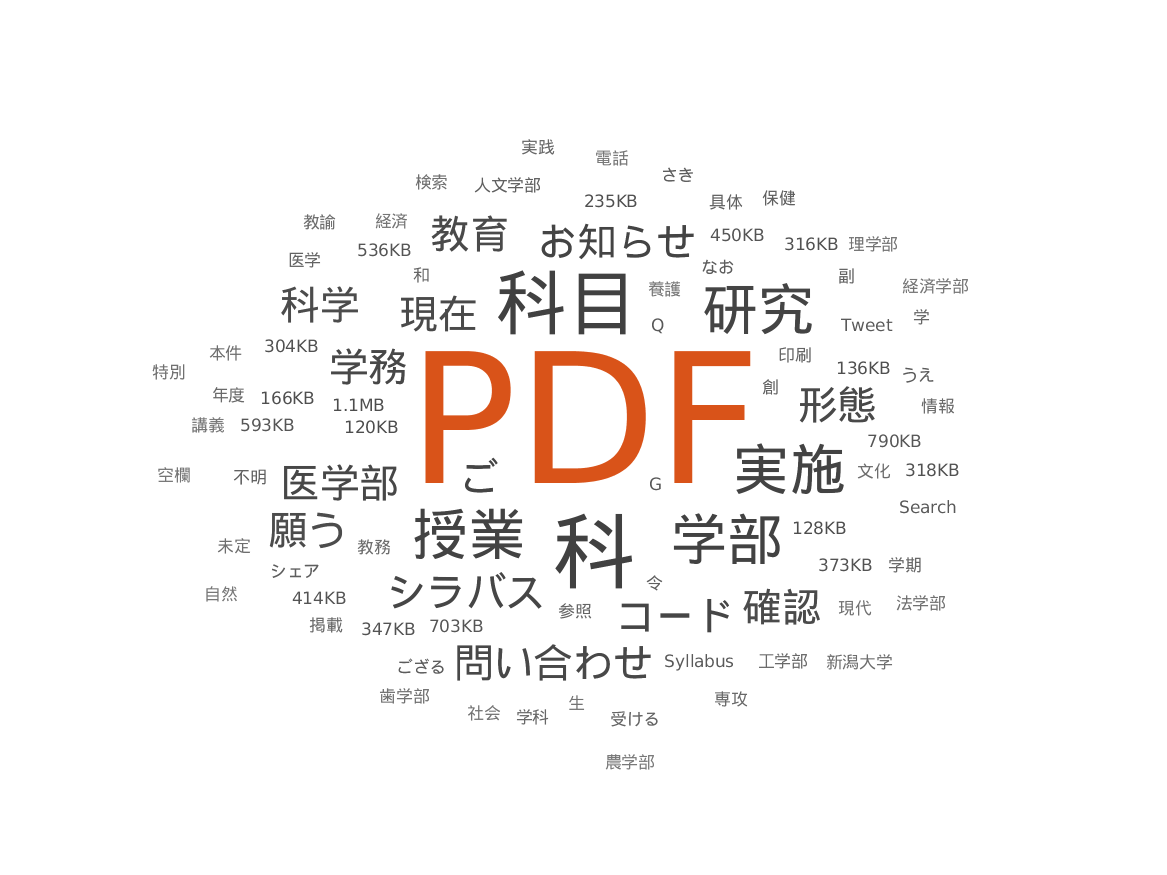 実践
電話
さき
検索
人文学部
235KB
具体
保健
教諭
経済
教育
お知らせ
450KB
316KB
理学部
医学
536KB
和
なお
副
科学
現在
科目
養護
研究
経済学部
Q
Tweet
学
本件
304KB
学務
PDF
印刷
136KB
うえ
特別
年度
166KB
1.1MB
創
形態
情報
講義
593KB
120KB
790KB
空欄
不明
医学部
ご
G
実施
文化
318KB
Search
願う
授業
科
学部
128KB
未定
教務
シェア
373KB
学期
自然
414KB
シラバス
令
参照
コード
確認
現代
法学部
掲載
347KB
703KB
ござる
問い合わせ
Syllabus
工学部
新潟大学
歯学部
社会
学科
生
受ける
専攻
農学部